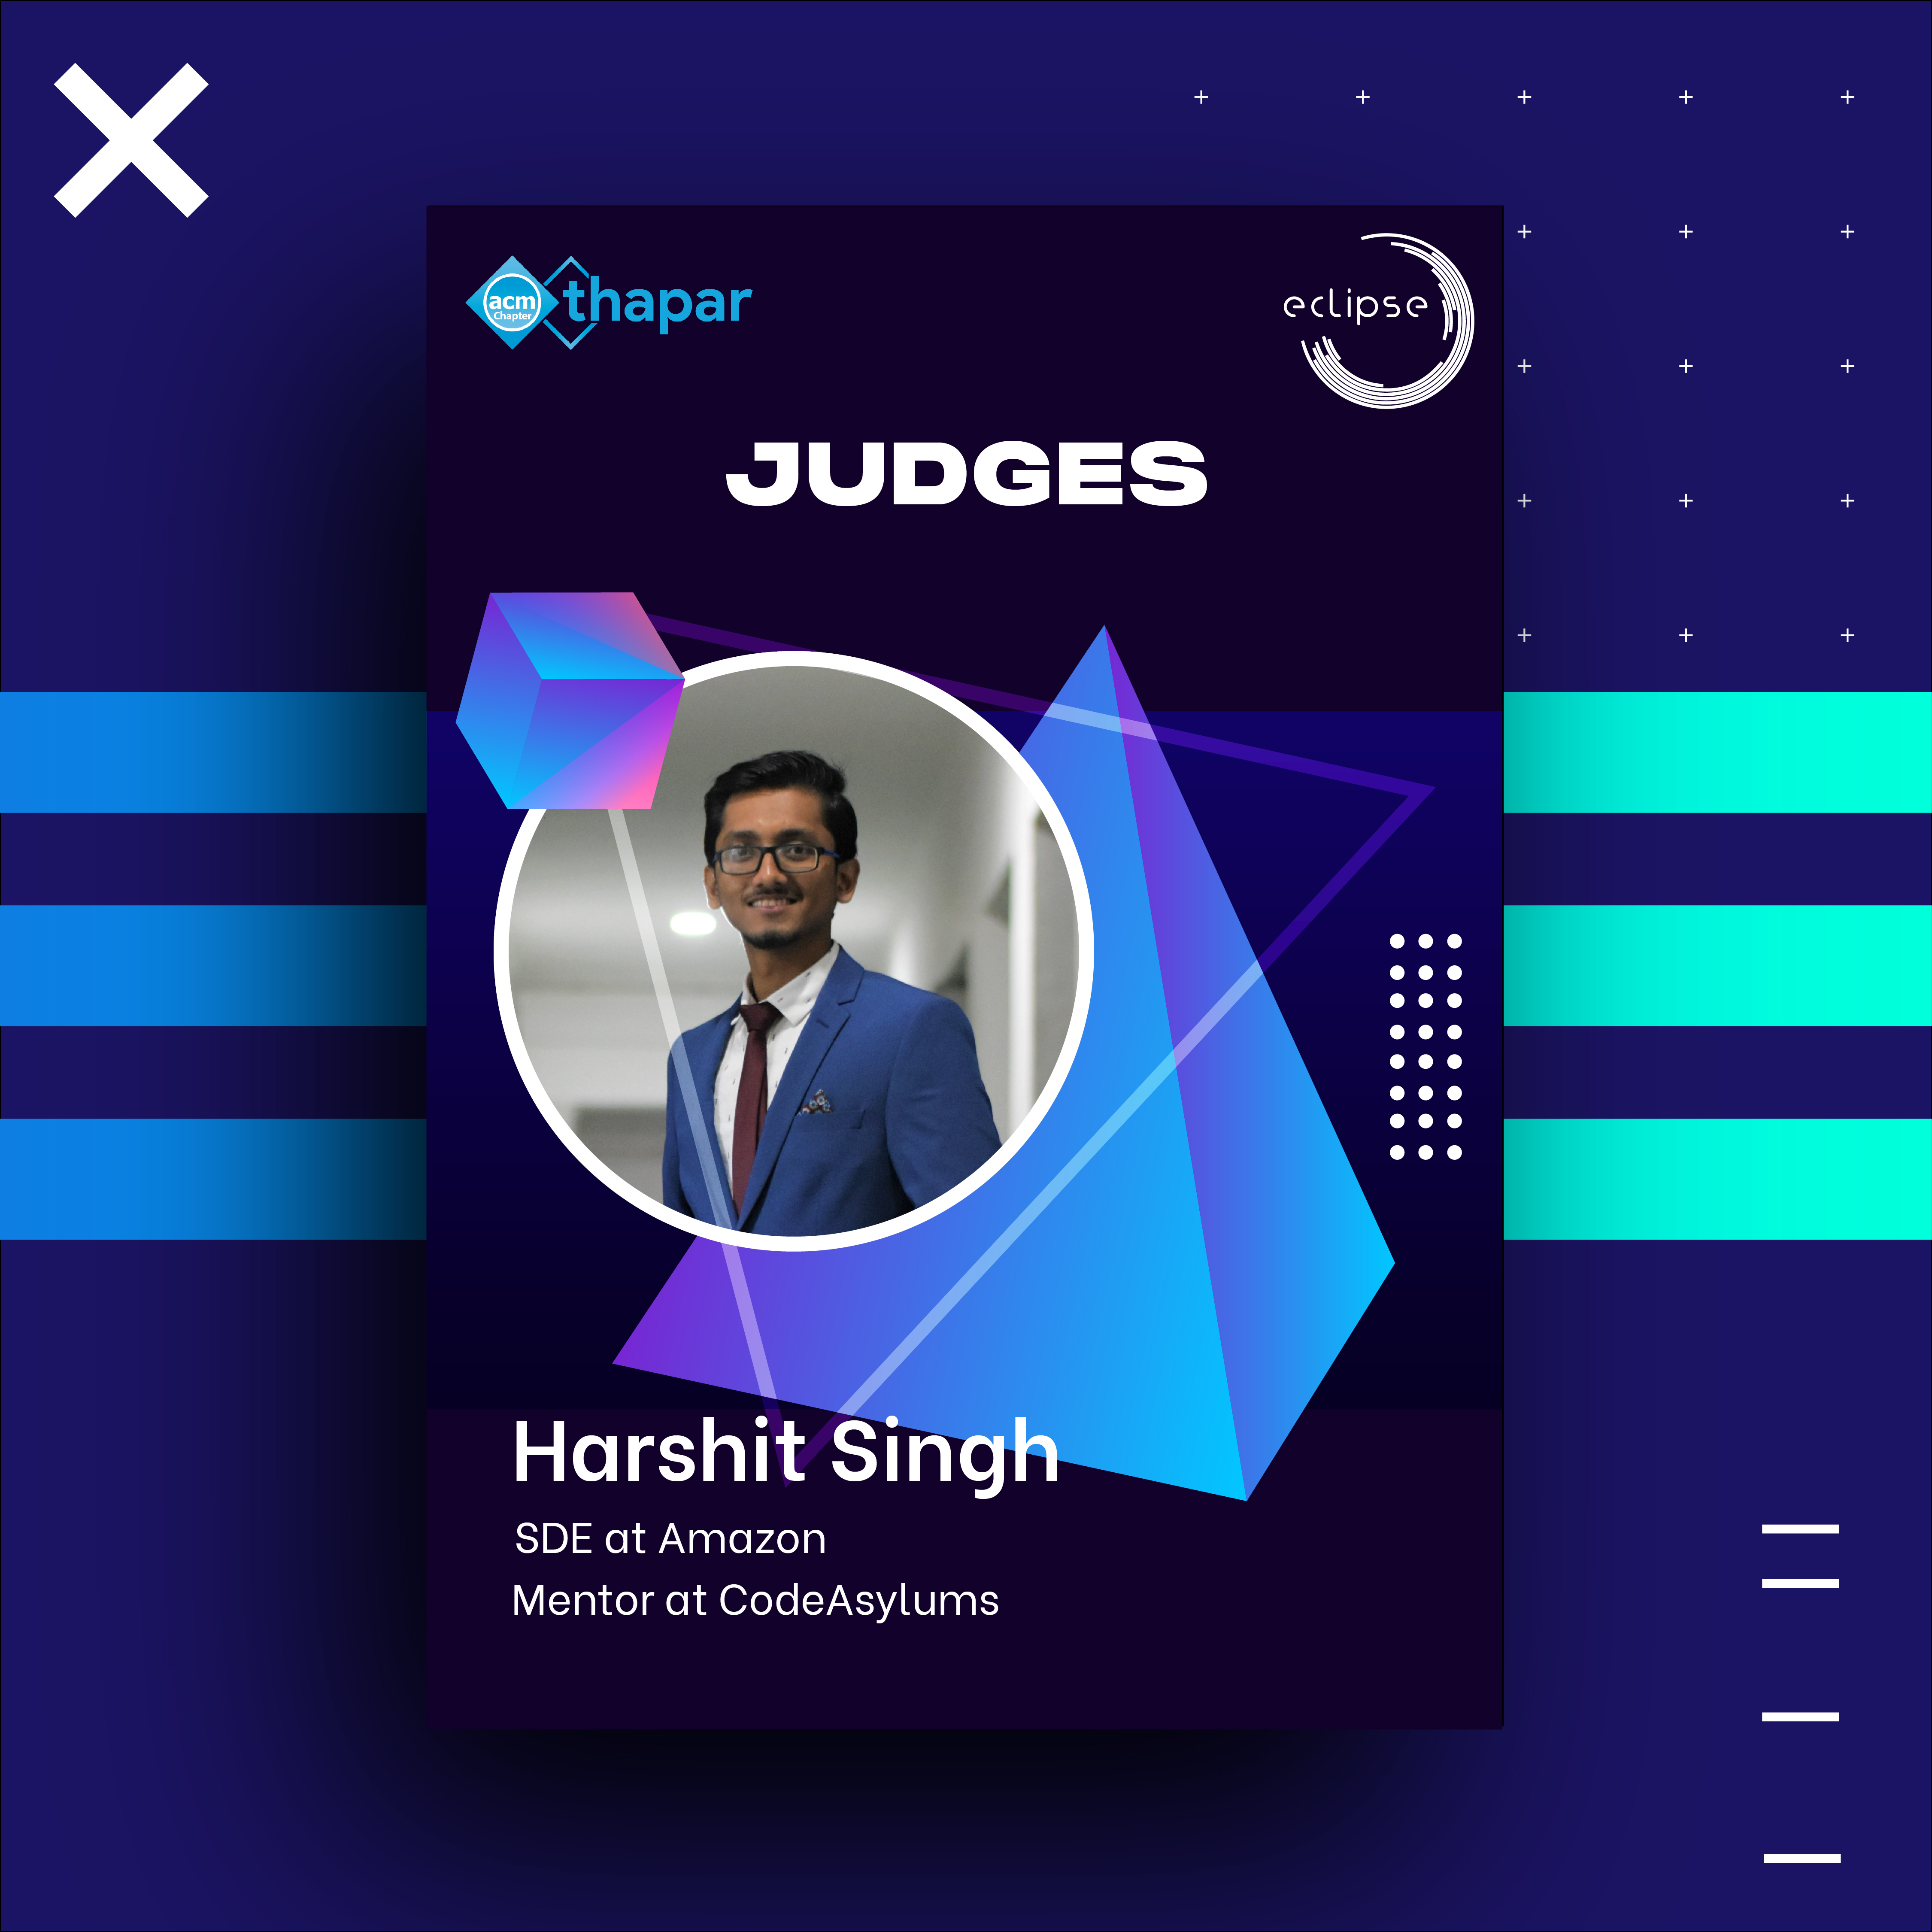 acm
Chapter
thapar
eclipse
JUDGES
Harshit Singh
SDE at Amazon
Mentor at CodeAsylums